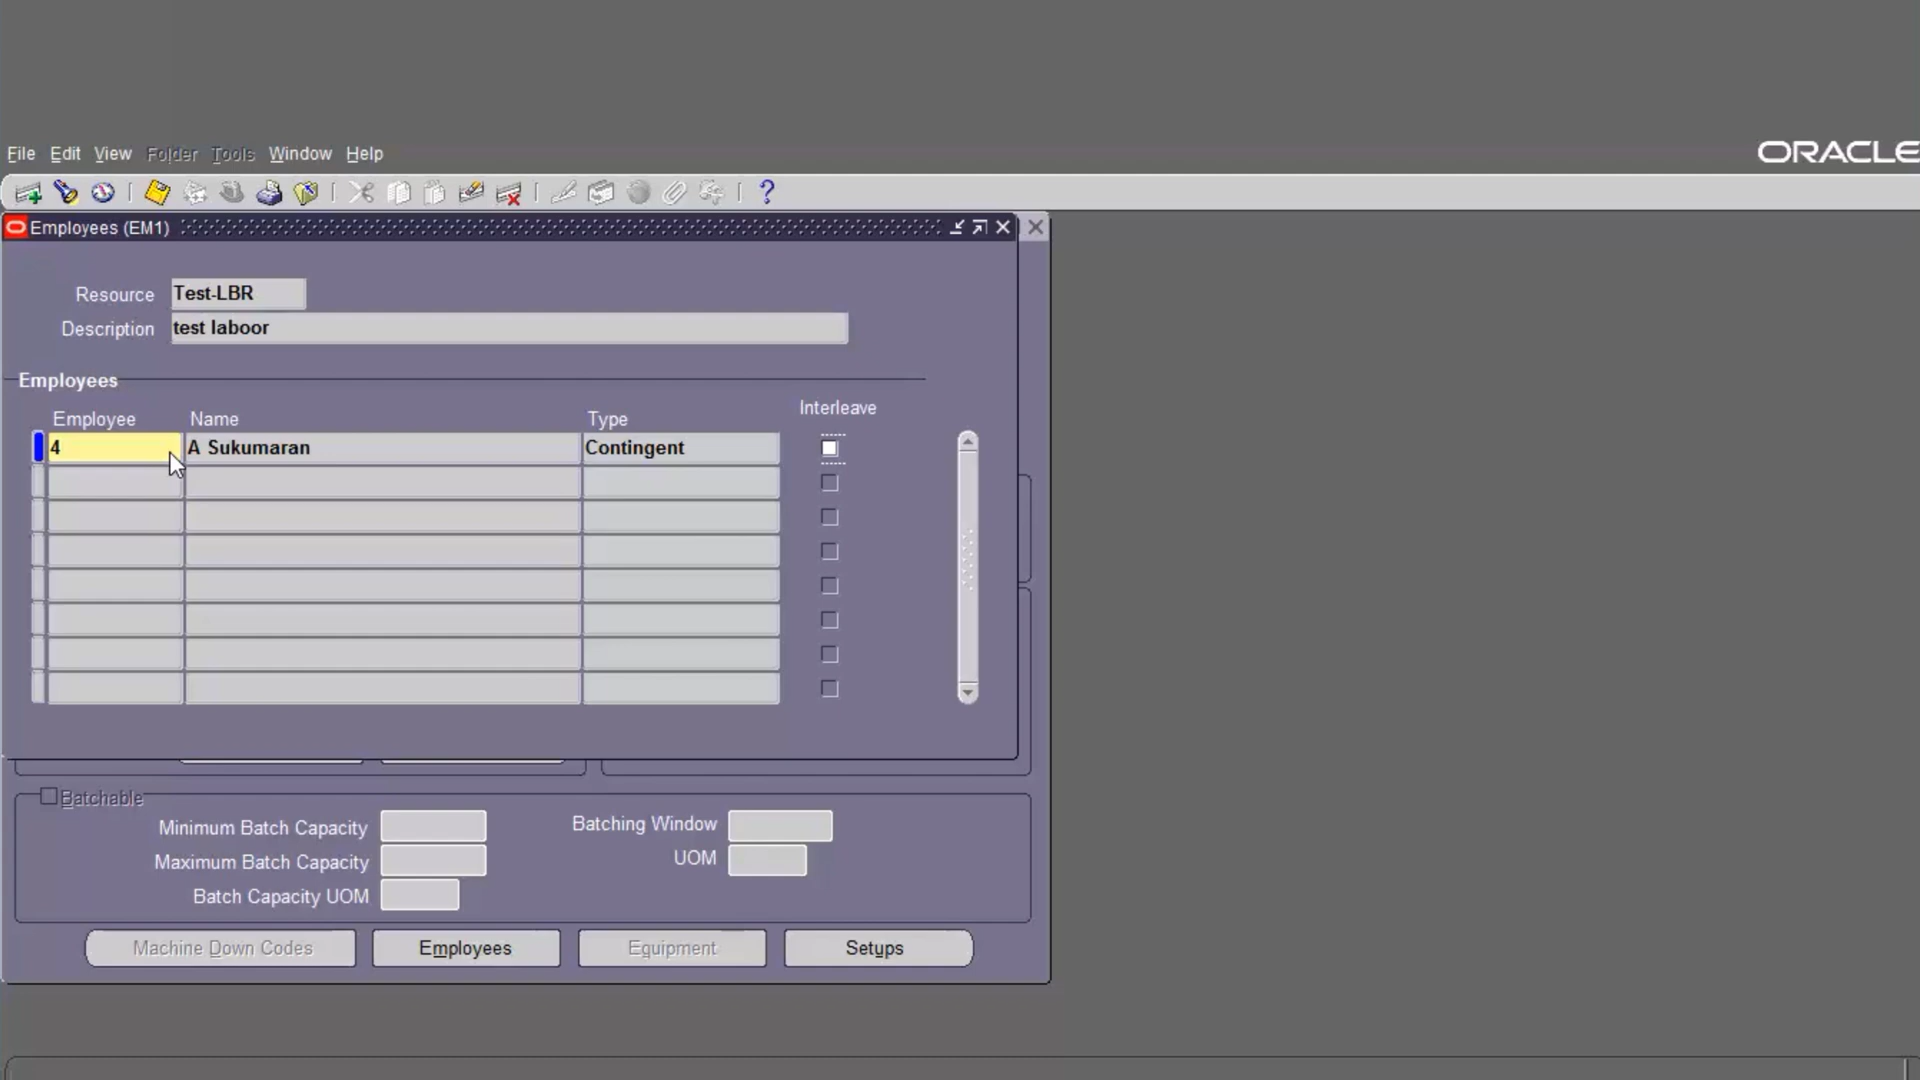 File Edit View Folder Tools Window Help
ORACLE
Employees (EM1)
Resource Test-LBR
Description test laboor
Employees
Employee Name Type Interleave
4 A Sukumaran Contingent
Batchable
Minimum Batch Capacity Batching Window
Maximum Batch Capacity UOM
Batch Capacity UOM
Machine Down Codes Employees Equipment Setups